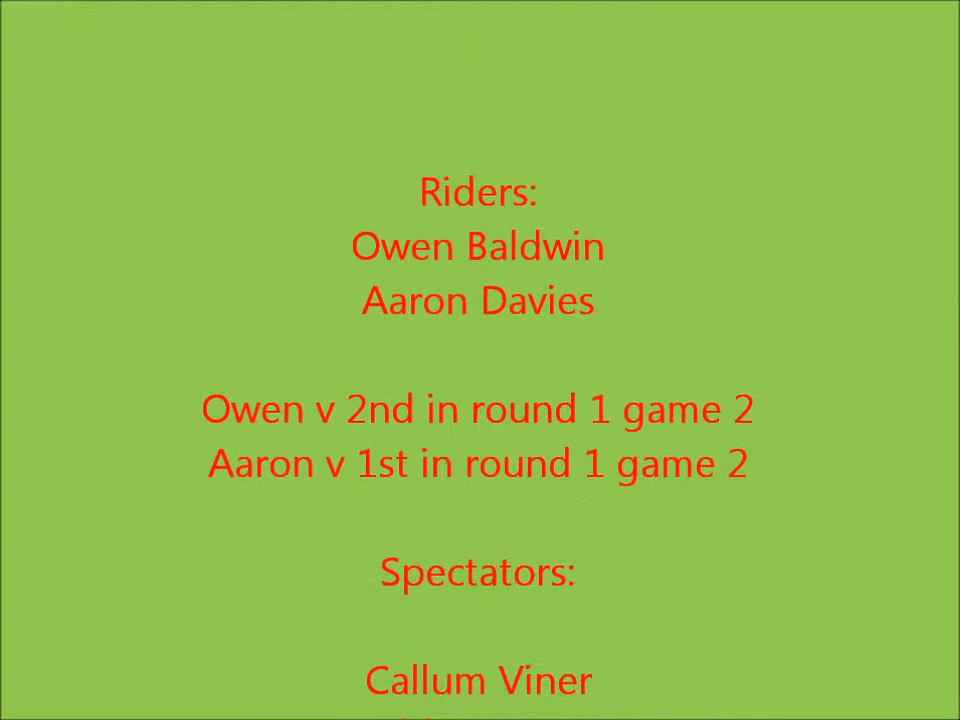 Riders:
Owen Baldwin
Aaron Davies
Owen v 2nd in round 1 game 2
Aaron v 1st in round 1 game 2
Spectators:
Callum Viner